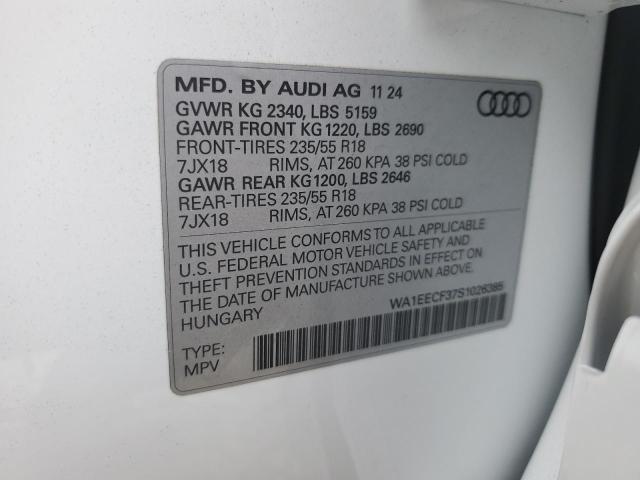 MFD. BY AUDI AG 11 24
GVWR KG 2340, LBS 5159
GAWR FRONT KG 1220, LBS 2690
FRONT-TIRES 235/55 R18
7JX18 RIMS, AT 260 KPA 38 PSI COLD
GAWR REAR KG1200, LBS 2646
REAR-TIRES 235/55 R18
7JX18 RIMS, AT 260 KPA 38 PSI COLD
THIS VEHICLE CONFORMS TO ALL APPLICABLE
U.S. FEDERAL MOTOR VEHICLE SAFETY AND
THEFT PREVENTION STANDARDS IN EFFECT ON
THE DATE OF MANUFACTURE SHOWN ABOVE.
HUNGARY
WA1EECF37S1026385
TYPE:
MPV